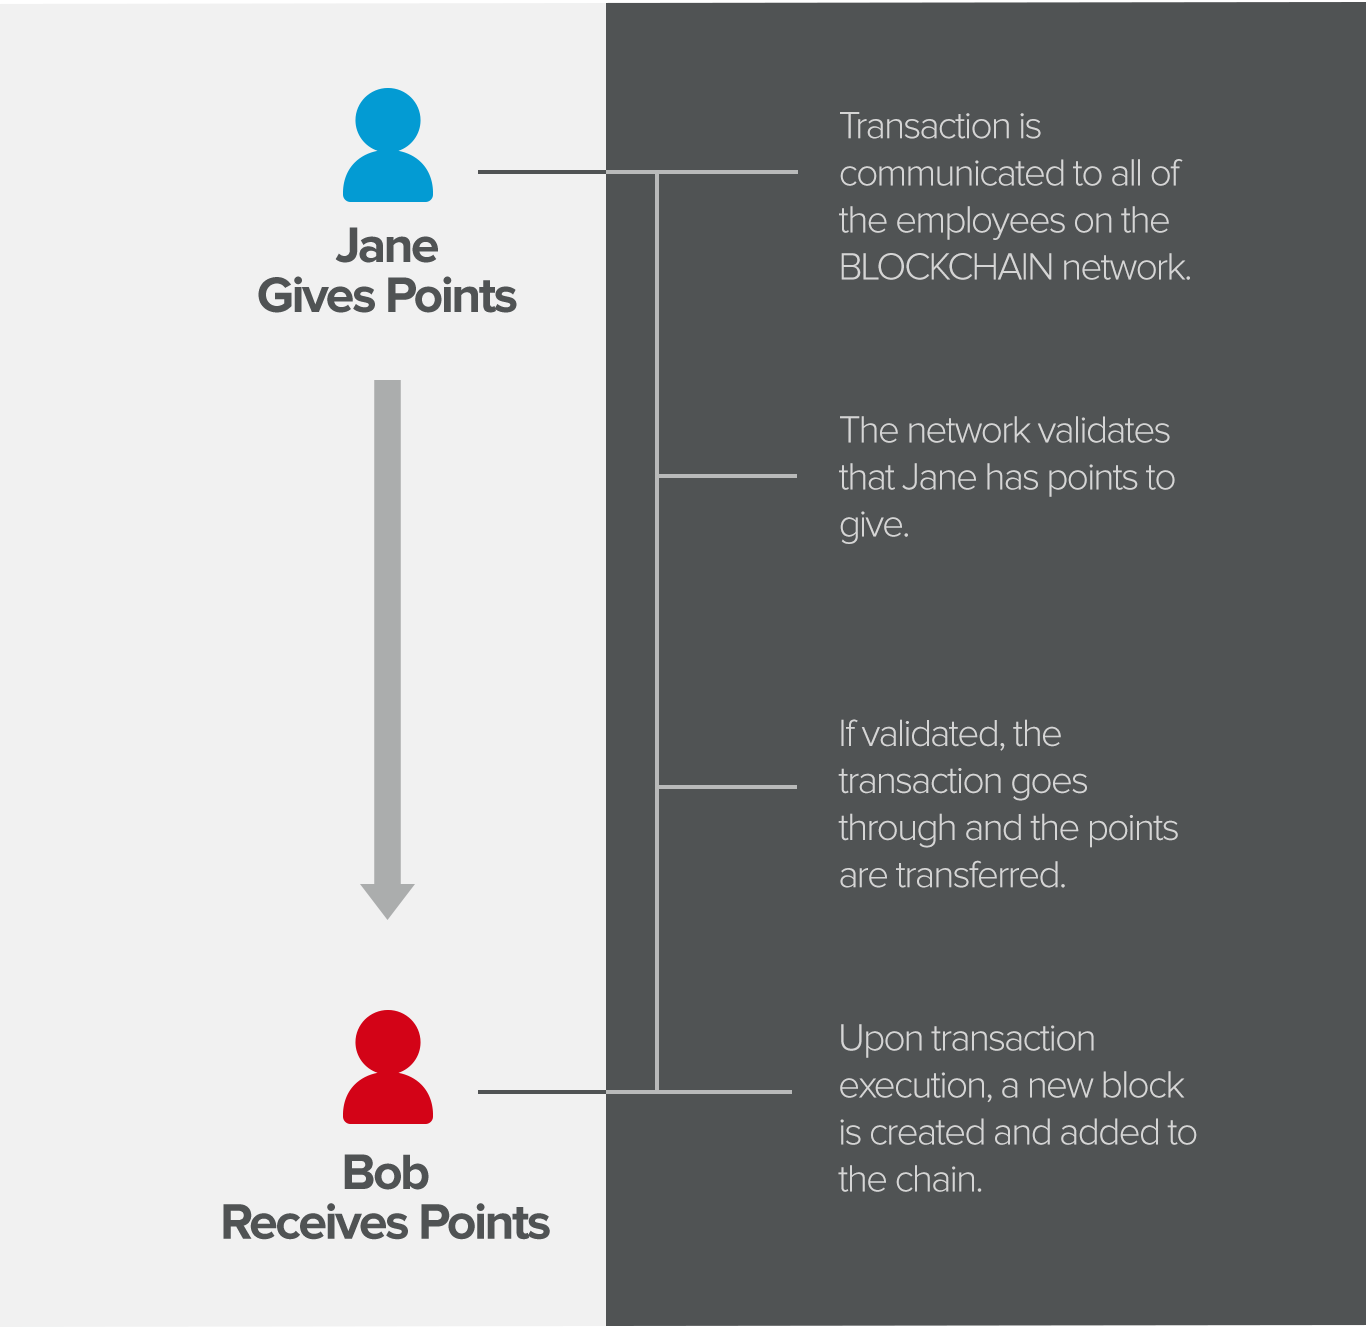 Jane
Gives Points
Transaction is
communicated to all of
the employees on the
BLOCKCHAIN network.
The network validates
that Jane has points to
give.
If validated, the
transaction goes
through and the points
are transferred.
Bob
Receives Points
Upon transaction
execution, a new block
is created and added to
the chain.